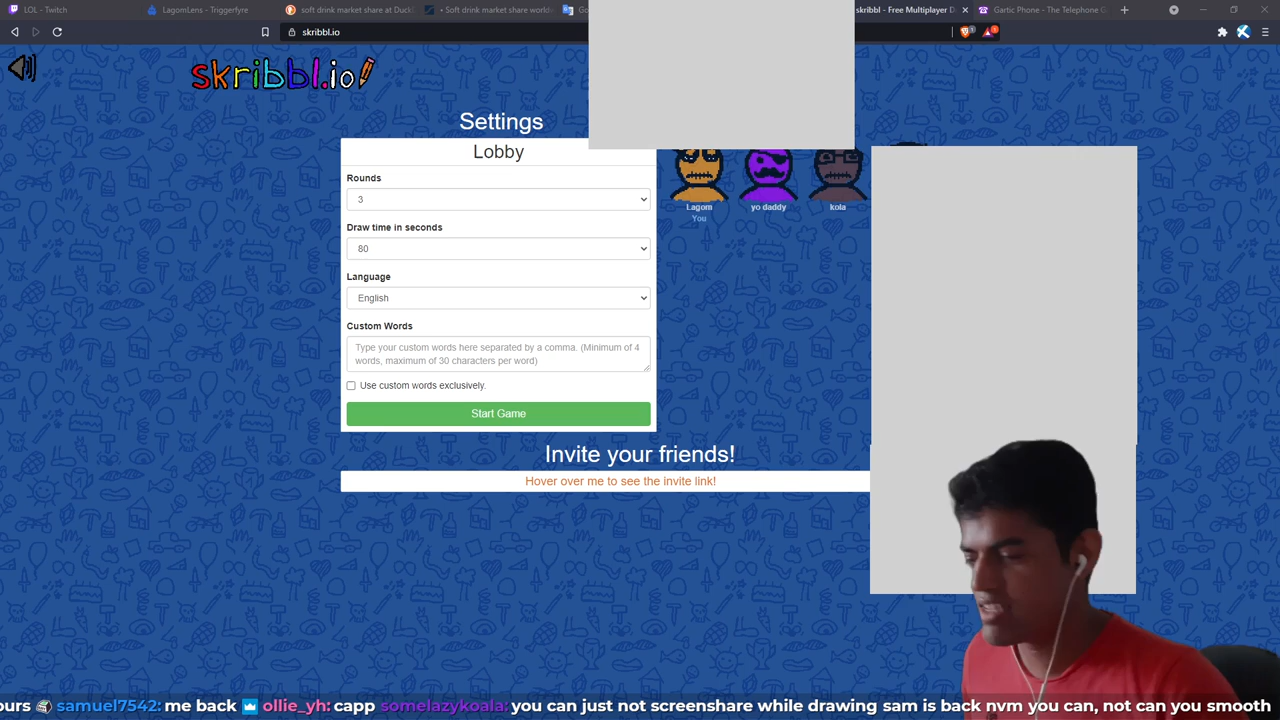 LOL - Twitch
LagomLens - Triggerfyre
soft drink market share at Duck
• Soft drink market share world
Go
skribbl - Free Multiplayer D
Gartic Phone - The Telephone G
skribbl.io
1
skribbl.io
Settings
Lobby
Rounds
3
Draw time in seconds
80
Language
English
Custom Words
Type your custom words here separated by a comma. (Minimum of 4
words, maximum of 30 characters per word)
Use custom words exclusively.
Start Game
Lagom
You
yo daddy
kola
Invite your friends!
Hover over me to see the invite link!
ours samuel7542: me back ollie_yh: capp somelazykoala: you can just not screenshare while drawing sam is back nvm you can, not can you smooth